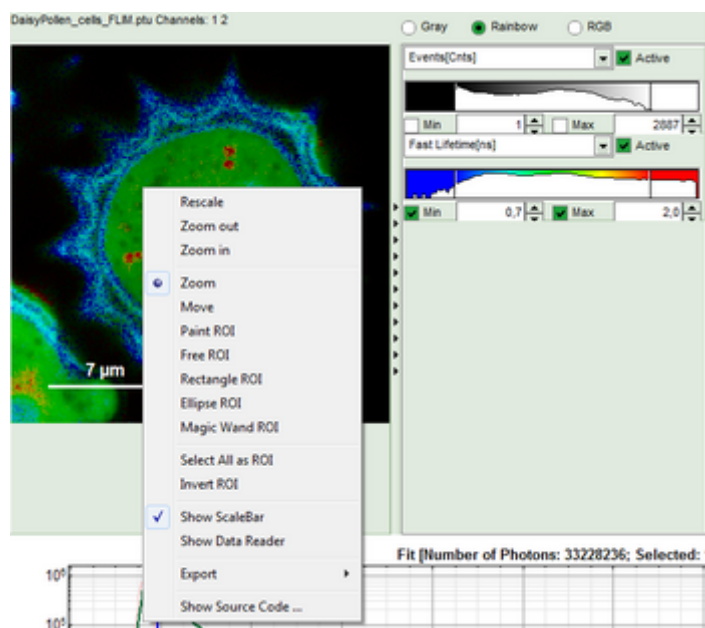 DaisyPollen_cells_FLIM.ptu Channels: 1 2
Gray Rainbow RGB
Events[Cnts] Active
Min 1 Max 2887
Fast Lifetime[ns] Active
Min 0,7 Max 2,0
7 µm
Rescale
Zoom out
Zoom in
Zoom
Move
Paint ROI
Free ROI
Rectangle ROI
Ellipse ROI
Magic Wand ROI
Select All as ROI
Invert ROI
Show ScaleBar
Show Data Reader
Export
Show Source Code ...
Fit [Number of Photons: 33228236; Selected:
10⁶
10⁵